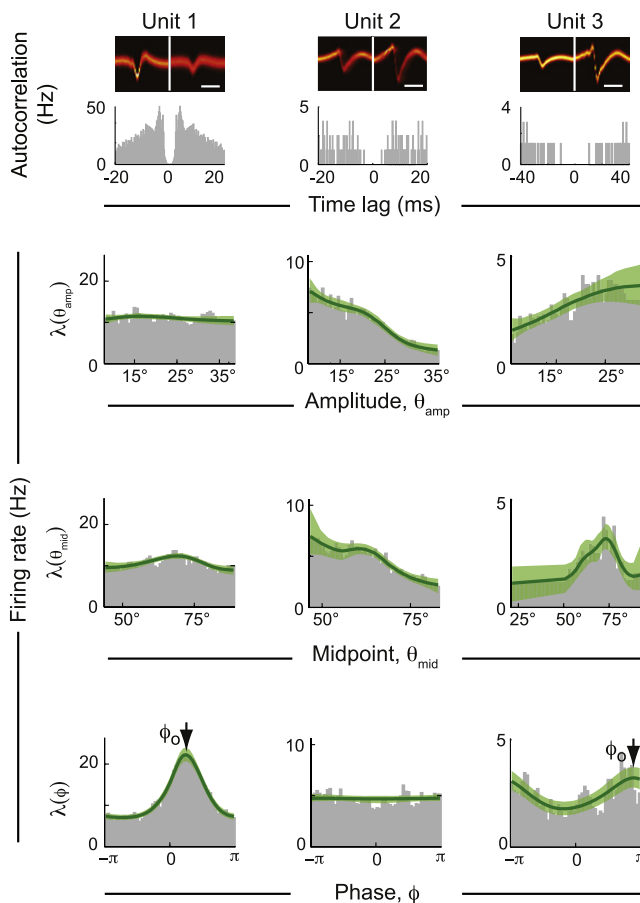 Unit 1 Unit 2 Unit 3
Autocorrelation
(Hz)
50 5 4
0 0 0
-20 0 20 -20 0 20 -40 0 40
Time lag (ms)
Firing rate (Hz)
λ(θamp)
20 10 5
10
0 0 0
15° 25° 35° 15° 25° 35° 15° 25°
Amplitude, θamp
λ(θmid)
20 10 5
10
0 0 0
50° 75° 50° 75° 25° 50° 75°
Midpoint, θmid
λ(ϕ)
ϕo ϕo
20 10 5
10
0 0 0
−π 0 π −π 0 π −π 0 π
Phase, ϕ